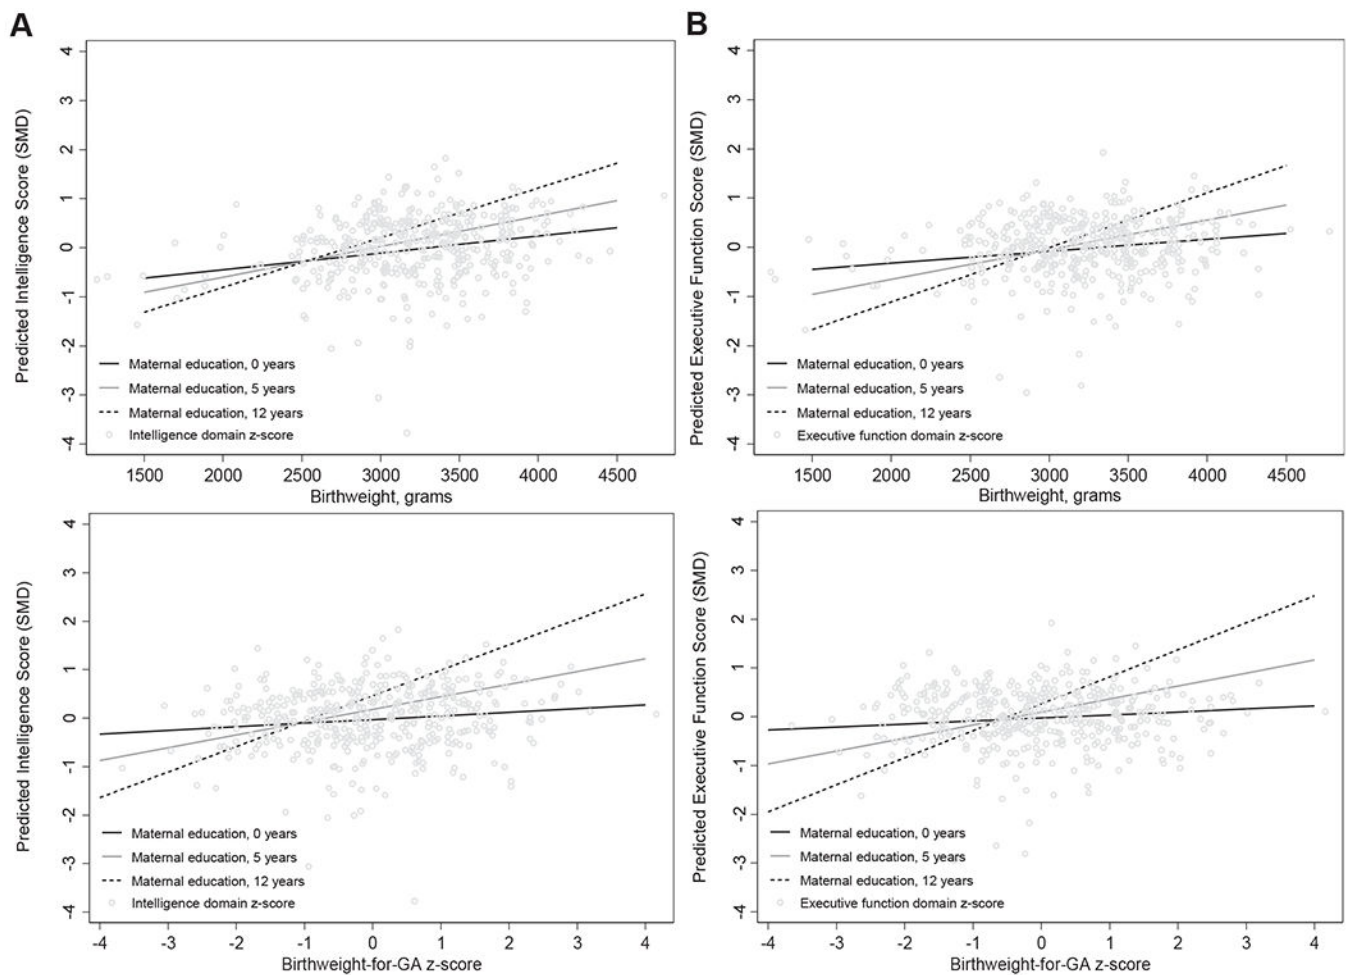 A
B
4
3
2
1
0
-1
-2
-3
-4
Predicted Intelligence Score (SMD)
Maternal education, 0 years
Maternal education, 5 years
Maternal education, 12 years
Intelligence domain z-score
1500 2000 2500 3000 3500 4000 4500
Birthweight, grams
4
3
2
1
0
-1
-2
-3
-4
Predicted Executive Function Score (SMD)
Maternal education, 0 years
Maternal education, 5 years
Maternal education, 12 years
Executive function domain z-score
1500 2000 2500 3000 3500 4000 4500
Birthweight, grams
4
3
2
1
0
-1
-2
-3
-4
Predicted Intelligence Score (SMD)
Maternal education, 0 years
Maternal education, 5 years
Maternal education, 12 years
Intelligence domain z-score
-4 -3 -2 -1 0 1 2 3 4
Birthweight-for-GA z-score
4
3
2
1
0
-1
-2
-3
-4
Predicted Executive Function Score (SMD)
Maternal education, 0 years
Maternal education, 5 years
Maternal education, 12 years
Executive function domain z-score
-4 -3 -2 -1 0 1 2 3 4
Birthweight-for-GA z-score